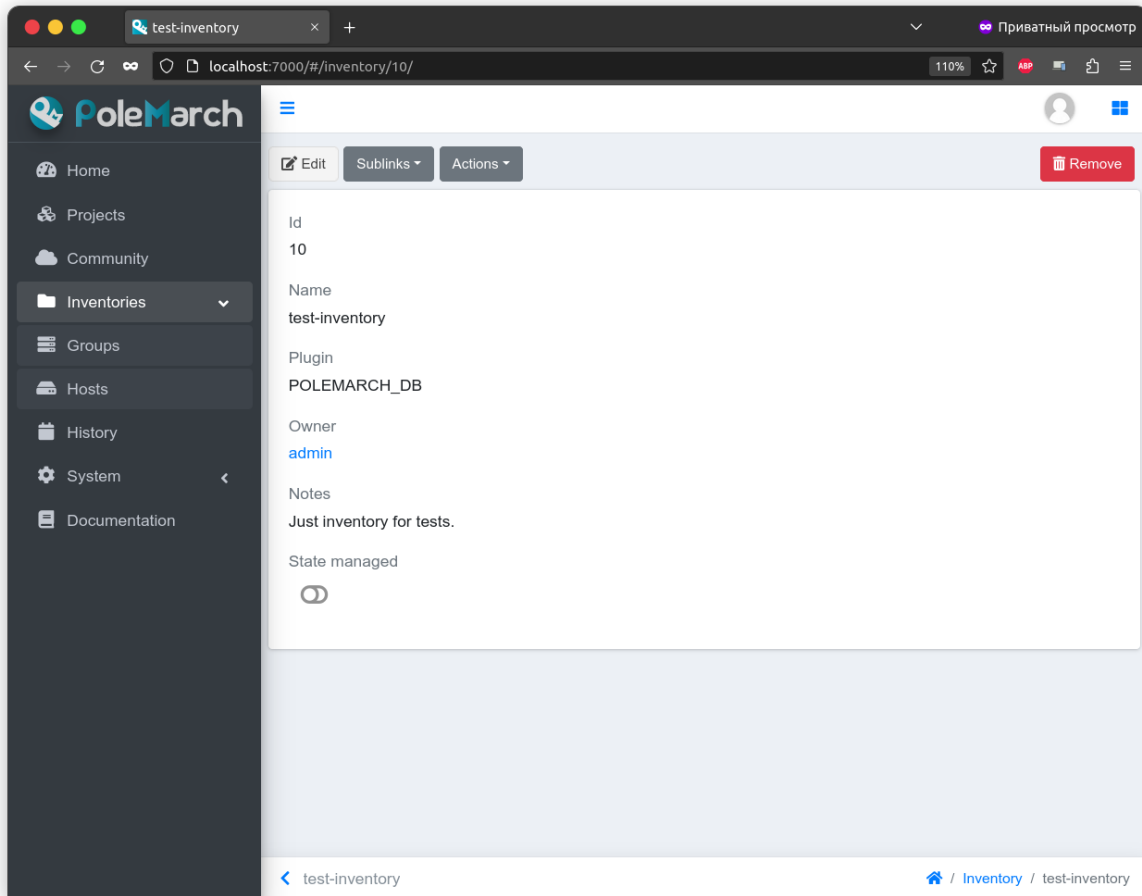 test-inventory
Приватный просмотр
localhost:7000/#/inventory/10/
110%
ABP
PoleMarch
Home
Projects
Community
Inventories
Groups
Hosts
History
System
Documentation
Edit
Sublinks
Actions
Remove
Id
10
Name
test-inventory
Plugin
POLEMARCH_DB
Owner
admin
Notes
Just inventory for tests.
State managed
test-inventory
/ Inventory / test-inventory